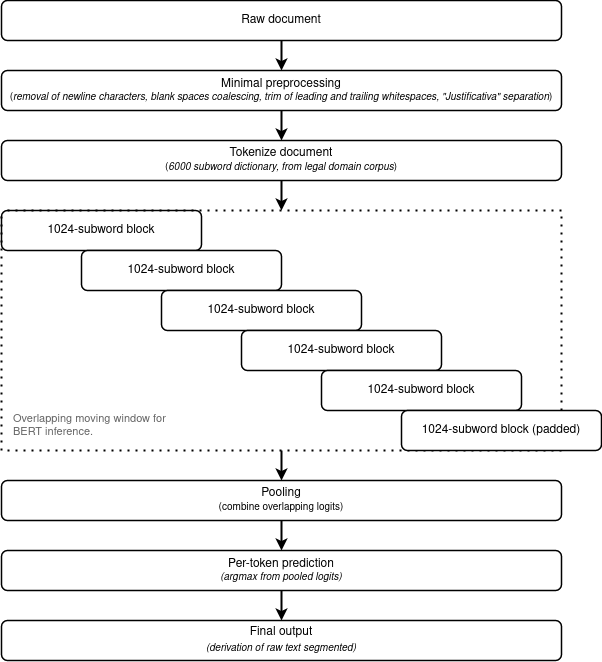 Raw document
Minimal preprocessing
(removal of newline characters, blank spaces coalescing, trim of leading and trailing whitespaces, "Justificativa" separation)
Tokenize document
(6000 subword dictionary, from legal domain corpus)
1024-subword block
1024-subword block
1024-subword block
1024-subword block
1024-subword block
Overlapping moving window for
BERT inference.
1024-subword block (padded)
Pooling
(combine overlapping logits)
Per-token prediction
(argmax from pooled logits)
Final output
(derivation of raw text segmented)